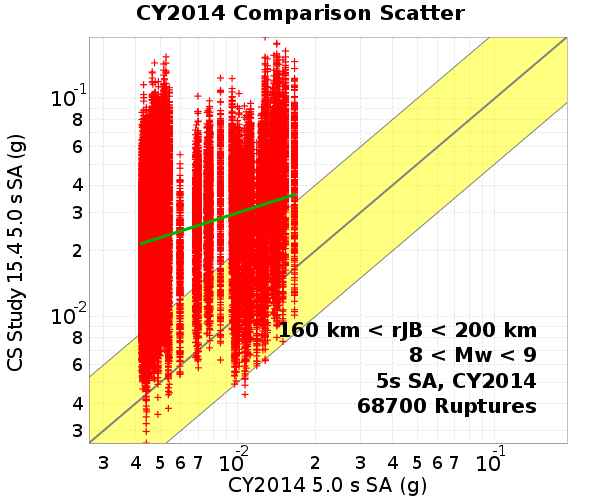 CY2014 Comparison Scatter
CS Study 15.4 5.0 s SA (g)
10-1
8
6
4
3
2
10-2
8
6
4
3
160 km < rJB < 200 km
8 < Mw < 9
5s SA, CY2014
68700 Ruptures
3 4 5 6 7 10-2 2 3 4 5 6 7 10-1
CY2014 5.0 s SA (g)